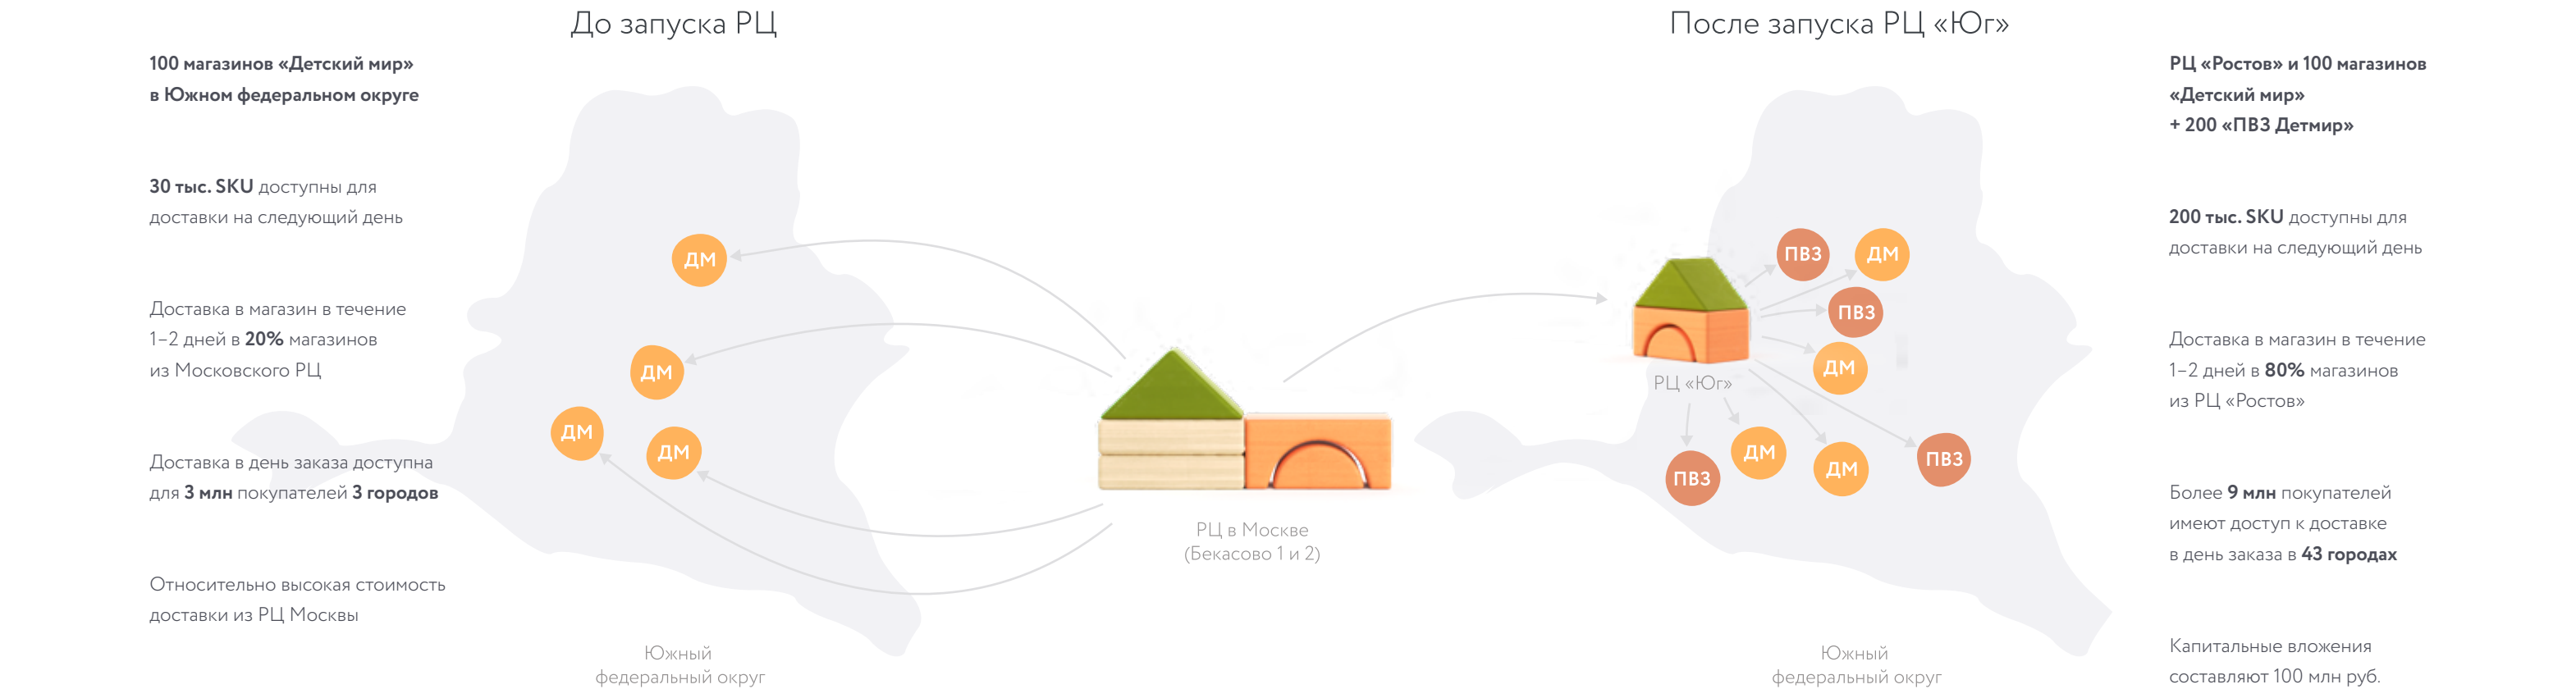 До запуска РЦ
100 магазинов «Детский мир»
в Южном федеральном округе
30 тыс. SKU доступны для
доставки на следующий день
Доставка в магазин в течение
1–2 дней в 20% магазинов
из Московского РЦ
Доставка в день заказа доступна
для 3 млн покупателей 3 городов
Относительно высокая стоимость
доставки из РЦ Москвы
ДМ
ДМ
ДМ
ДМ
Южный
федеральный округ
РЦ в Москве
(Бекасово 1 и 2)
После запуска РЦ «Юг»
ПВЗ
ДМ
ПВЗ
ДМ
РЦ «Юг»
ДМ
ПВЗ
ДМ
ПВЗ
Южный
федеральный округ
РЦ «Ростов» и 100 магазинов
«Детский мир»
+ 200 «ПВЗ Детмир»
200 тыс. SKU доступны для
доставки на следующий день
Доставка в магазин в течение
1–2 дней в 80% магазинов
из РЦ «Ростов»
Более 9 млн покупателей
имеют доступ к доставке
в день заказа в 43 городах
Капитальные вложения
составляют 100 млн руб.